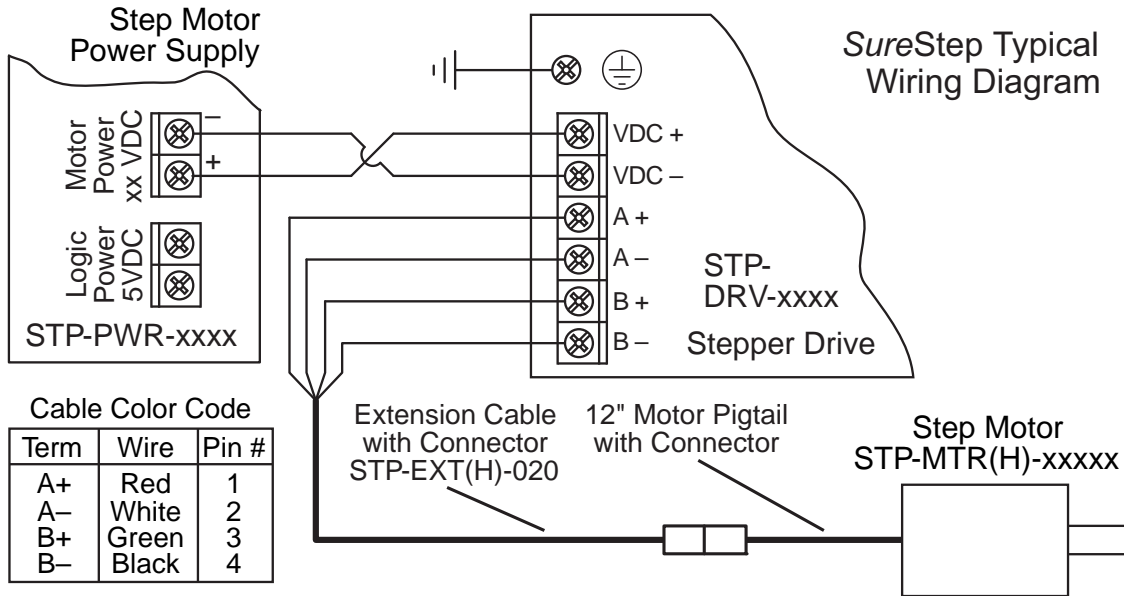 Step Motor
Power Supply
SureStep Typical
Wiring Diagram
Motor
Power
xx VDC
–
+
Logic
Power
5VDC
STP-PWR-xxxx
VDC +
VDC –
A +
A –
B +
B –
STP-
DRV-xxxx
Stepper Drive
Cable Color Code
Term Wire Pin #
A+ Red 1
A– White 2
B+ Green 3
B– Black 4
Extension Cable
with Connector
STP-EXT(H)-020
12" Motor Pigtail
with Connector
Step Motor
STP-MTR(H)-xxxxx